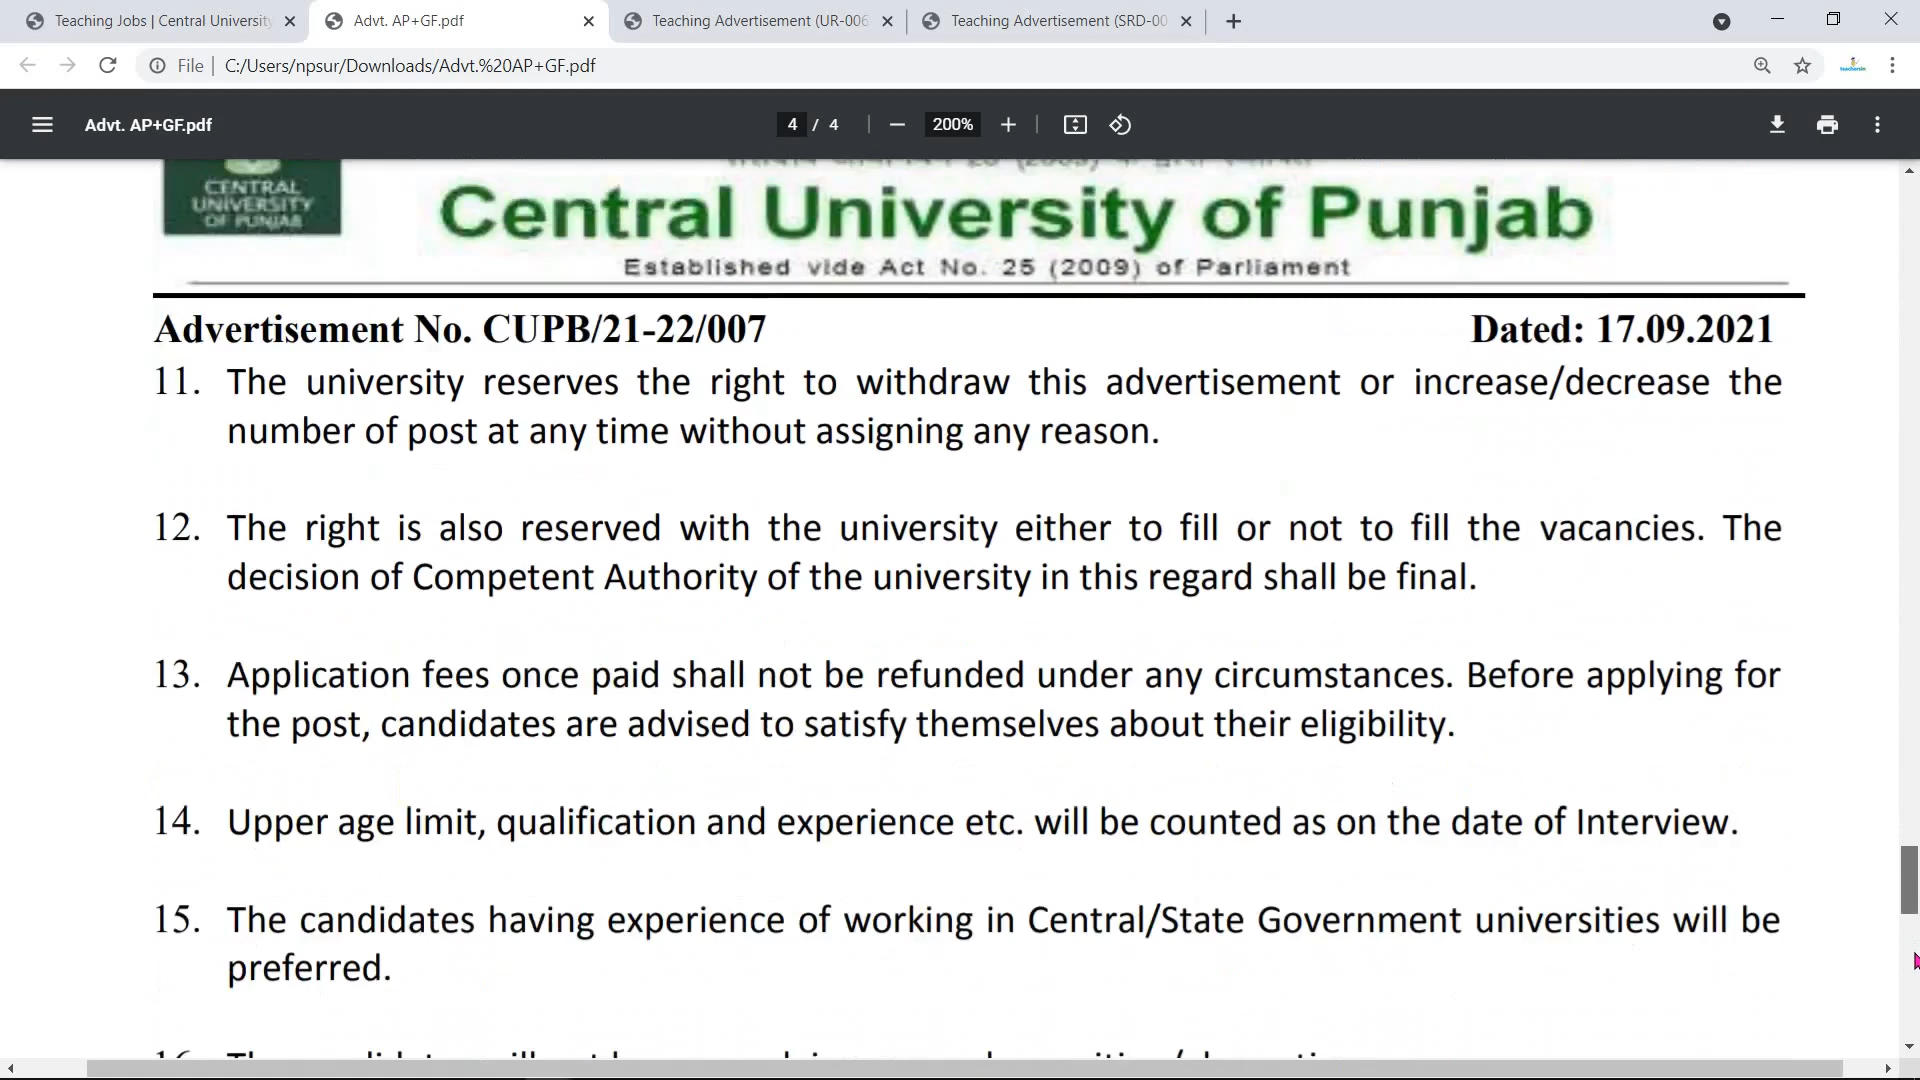 Teaching Jobs | Central University
Advt. AP+GF.pdf
Teaching Advertisement (UR-006
Teaching Advertisement (SRD-00
File
C:/Users/npsur/Downloads/Advt.%20AP+GF.pdf
Advt. AP+GF.pdf
4 / 4
200%
CENTRAL
UNIVERSITY
OF PUNJAB
Central University of Punjab
Established vide Act No. 25 (2009) of Parliament
Advertisement No. CUPB/21-22/007 Dated: 17.09.2021
11. The university reserves the right to withdraw this advertisement or increase/decrease the
number of post at any time without assigning any reason.
12. The right is also reserved with the university either to fill or not to fill the vacancies. The
decision of Competent Authority of the university in this regard shall be final.
13. Application fees once paid shall not be refunded under any circumstances. Before applying for
the post, candidates are advised to satisfy themselves about their eligibility.
14. Upper age limit, qualification and experience etc. will be counted as on the date of Interview.
15. The candidates having experience of working in Central/State Government universities will be
preferred.